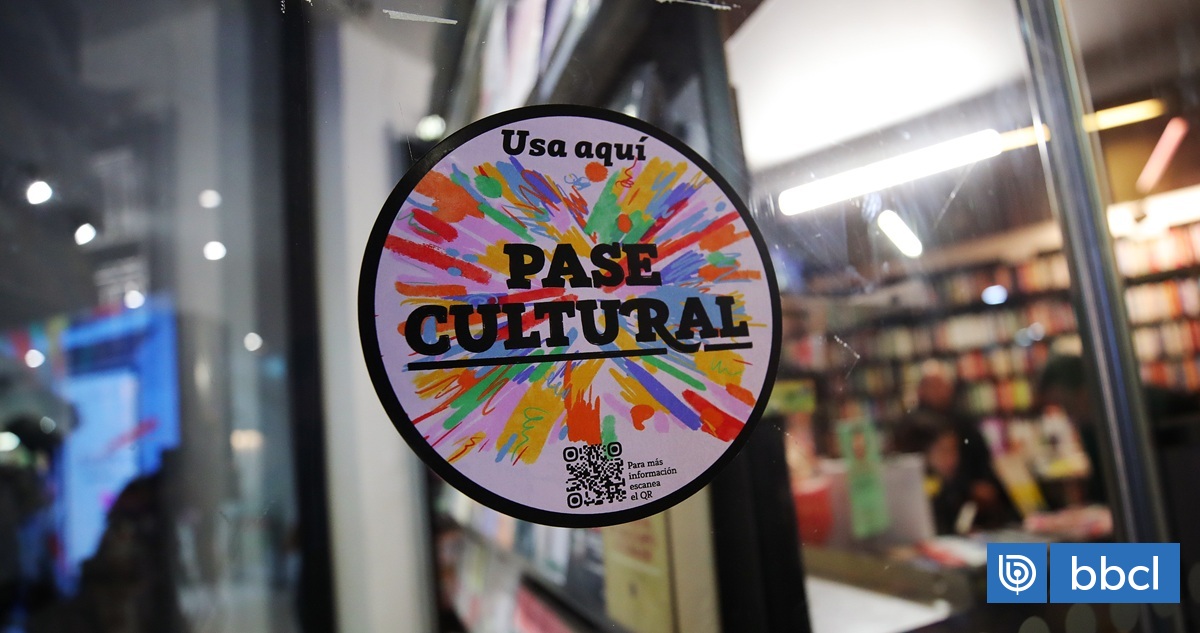 Usa aquí
PASE
CULTURAL
Para más
información
escanea
el QR
bbcl